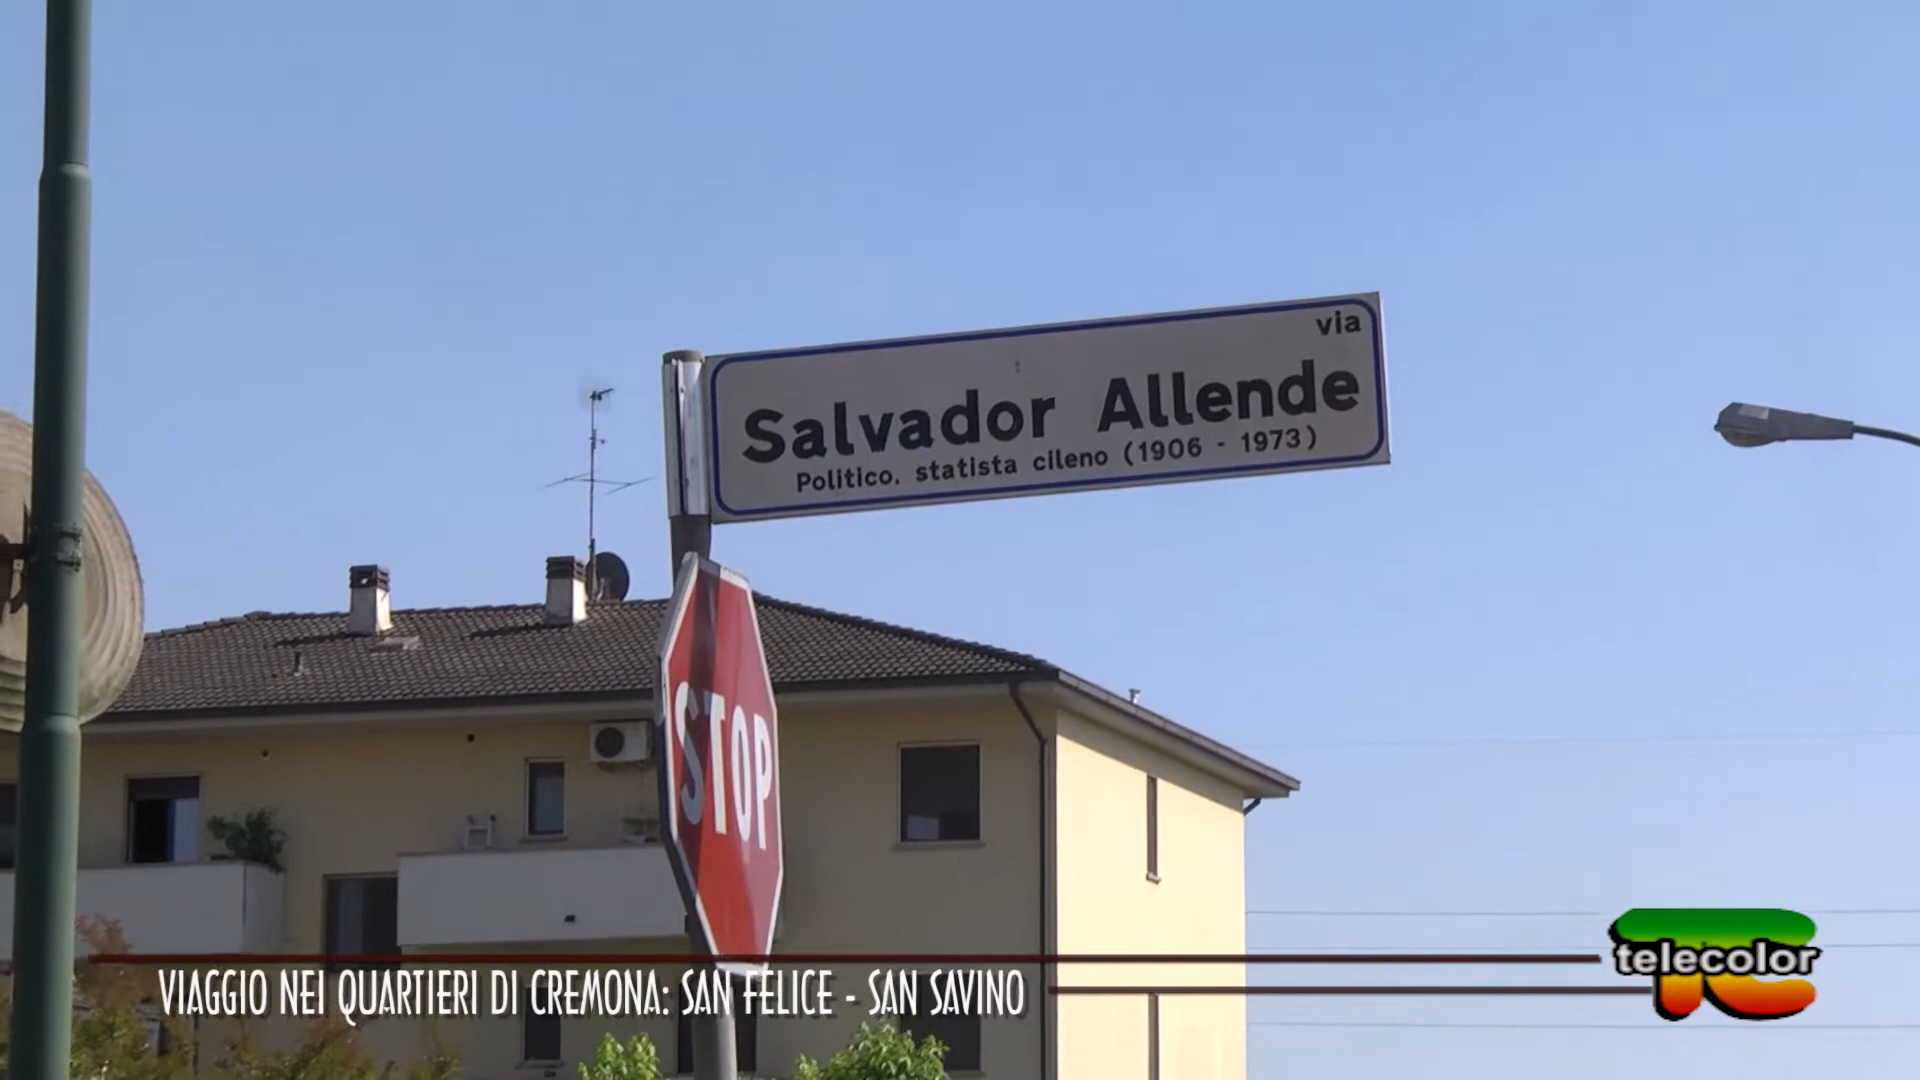 via
Salvador Allende
Politico, statista cileno (1906 - 1973)
STOP
VIAGGIO NEI QUARTIERI DI CREMONA: SAN FELICE - SAN SAVINO
telecolor